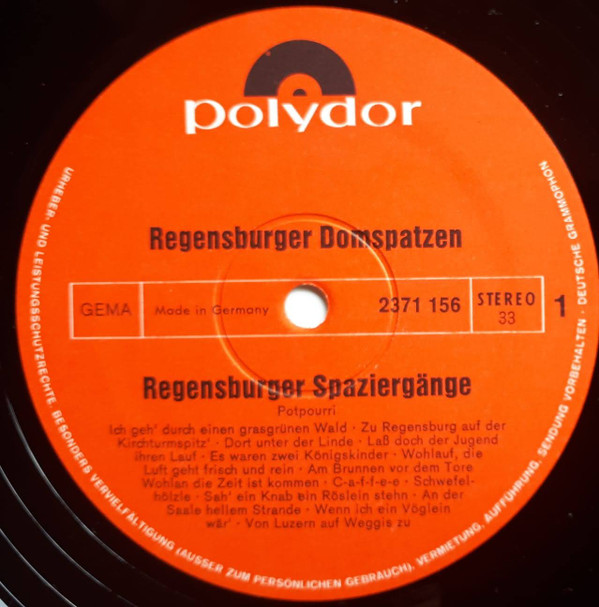 polydor
Regensburger Domspatzen
GEMA
Made in Germany
2371 156
STEREO
33
1
Regensburger Spaziergänge
Potpourri
Ich geh' durch einen grasgrünen Wald · Zu Regensburg auf der
Kirchturmspitz' · Dort unter der Linde · Laß doch der Jugend
ihren Lauf · Es waren zwei Königskinder · Wohlauf, die
Luft geht frisch und rein · Am Brunnen vor dem Tore
Wohlan die Zeit ist kommen · C-a-f-f-e-e · Schwefel-
hölzle · Sah' ein Knab ein Röslein stehn · An der
Saale hellem Strande · Wenn ich ein Vöglein
wär' · Von Luzern auf Weggis zu
URHEBER- UND LEISTUNGSSCHUTZRECHTE, BESONDERS VERVIELFÄLTIGUNG (AUSSER ZUM PERSÖNLICHEN GEBRAUCH), VERMIETUNG, AUFFÜHRUNG, SENDUNG VORBEHALTEN · DEUTSCHE GRAMMOPHON